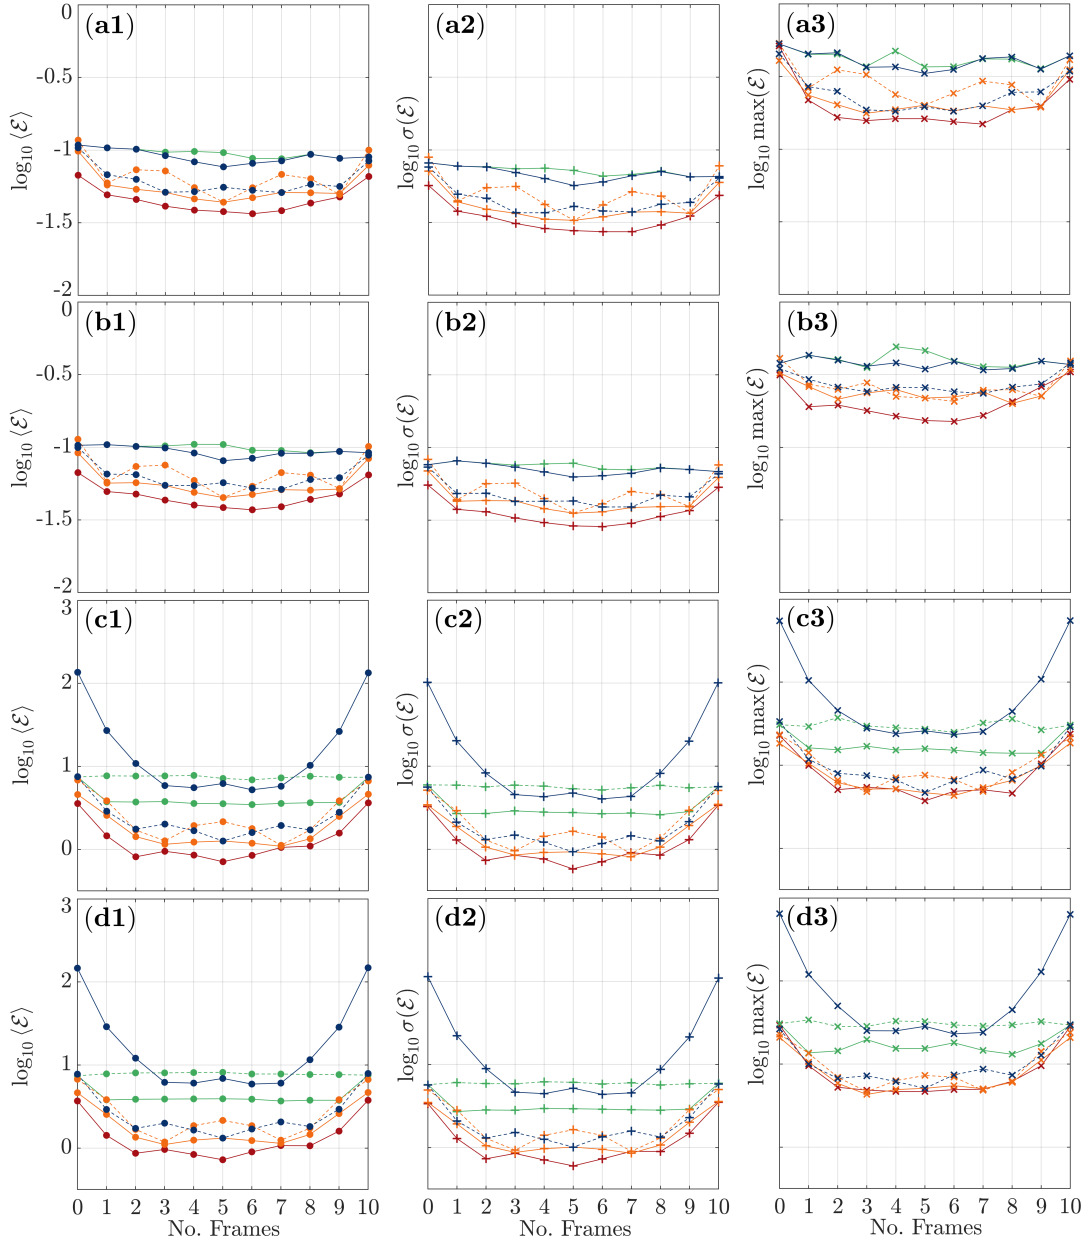 (a1) (a2) (a3)
0
-0.5
-1
-1.5
-2
log10 ⟨ℰ⟩
log10 σ(ℰ)
log10 max(ℰ)
(b1) (b2) (b3)
0
-0.5
-1
-1.5
-2
log10 ⟨ℰ⟩
log10 σ(ℰ)
log10 max(ℰ)
(c1) (c2) (c3)
3
2
1
0
log10 ⟨ℰ⟩
log10 σ(ℰ)
log10 max(ℰ)
(d1) (d2) (d3)
3
2
1
0
log10 ⟨ℰ⟩
log10 σ(ℰ)
log10 max(ℰ)
0 1 2 3 4 5 6 7 8 9 10
No. Frames
0 1 2 3 4 5 6 7 8 9 10
No. Frames
0 1 2 3 4 5 6 7 8 9 10
No. Frames